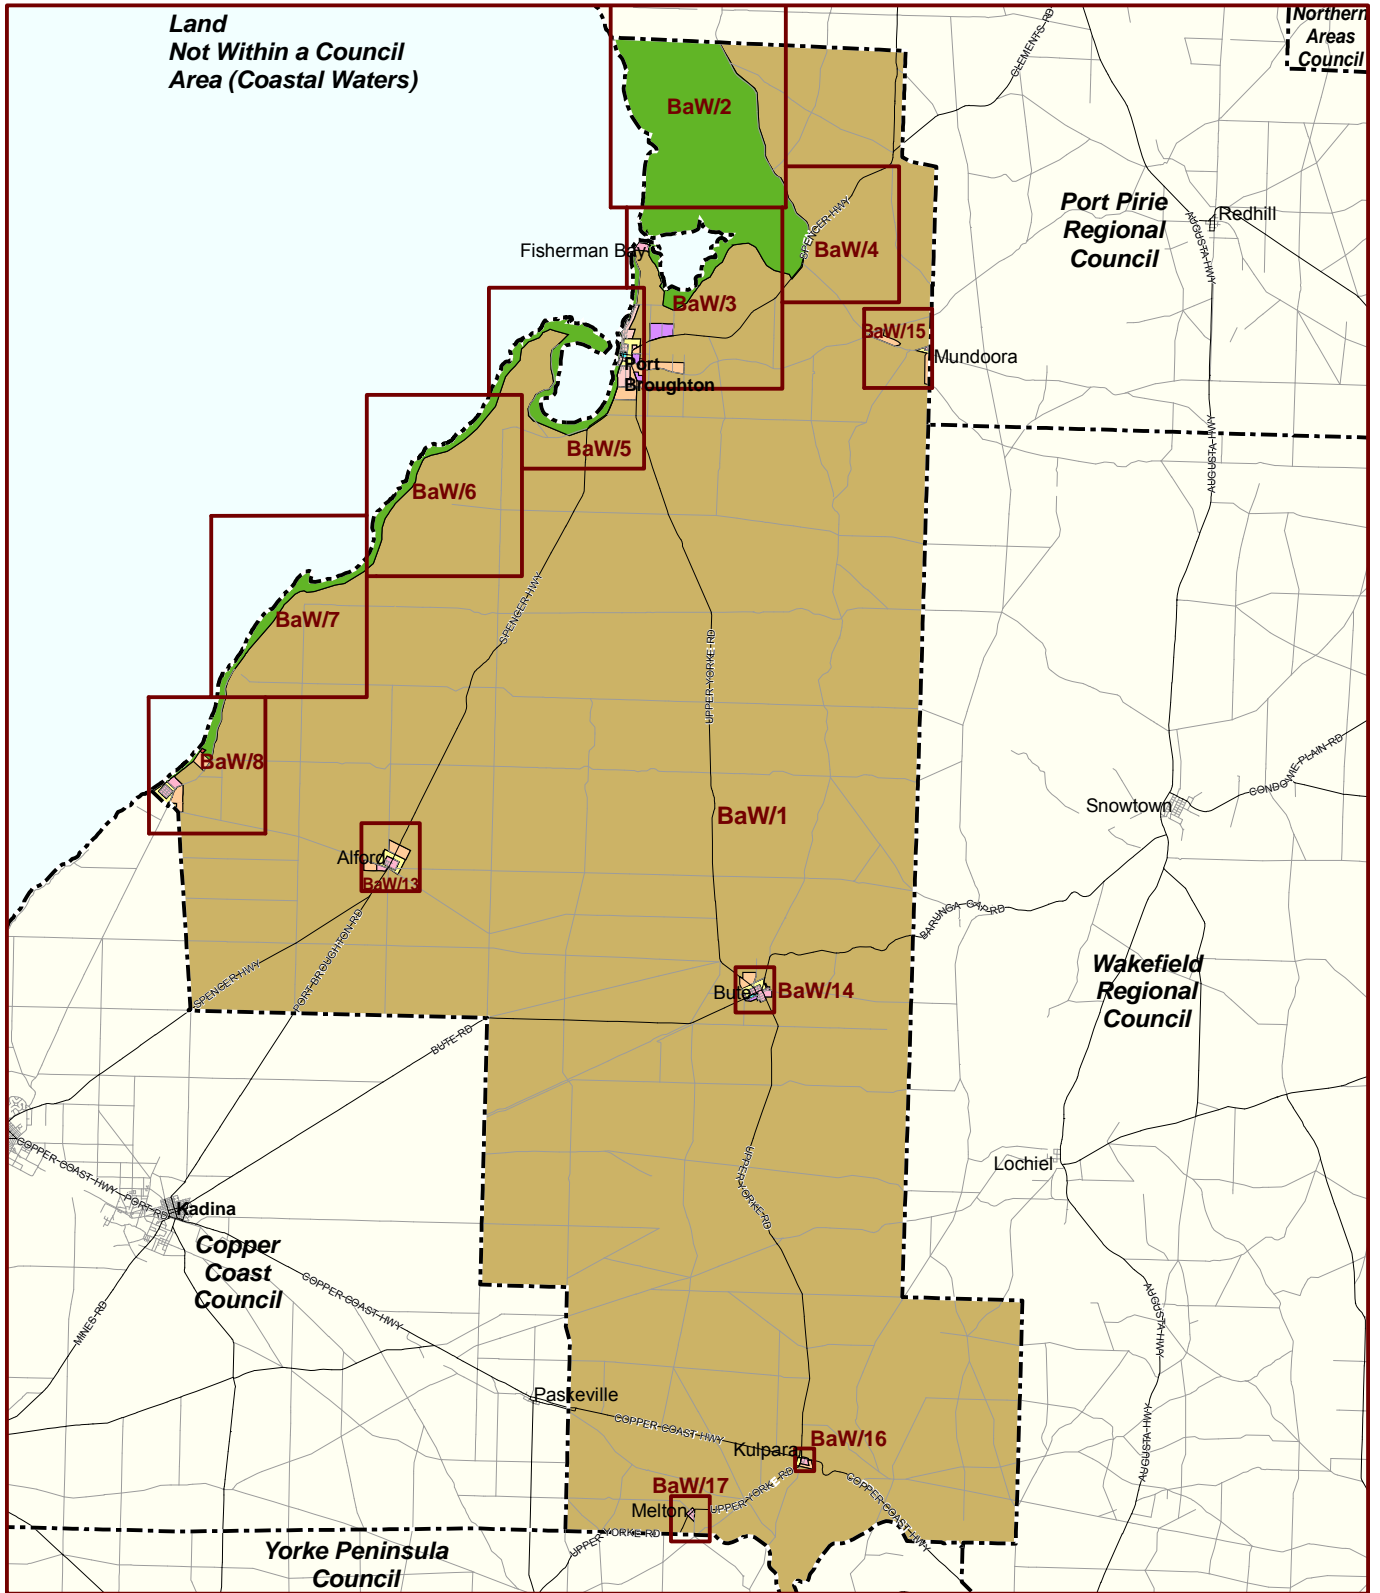 Land
Not Within a Council
Area (Coastal Waters)
Northern
Areas
Council
CLEMENTS RD
BaW/2
Port Pirie
Regional
Council
Redhill
AUGUSTA HWY
SPENCER HWY
BaW/4
Fisherman Bay
BaW/3
BaW/15
Mundoora
Port
Broughton
BaW/5
AUGUSTA HWY
BaW/6
SPENCER HWY
BaW/7
UPPER YORKE RD
BaW/8
CONDOWIE PLAIN RD
Snowtown
BaW/1
Alford
BaW/13
BARUNGA GAP RD
PORT BROUGHTON RD
SPENCER HWY
Bute
BaW/14
Wakefield
Regional
Council
BUTE RD
COPPER COAST HWY
PORT RD
Kadina
UPPER YORKE RD
Lochiel
Copper
Coast
Council
COPPER COAST HWY
MINES RD
AUGUSTA HWY
Paskeville
COPPER COAST HWY
Kulpara
BaW/16
AUGUSTA HWY
BaW/17
Melton
UPPER YORKE RD
COPPER COAST HWY
UPPER YORKE RD
Yorke Peninsula
Council